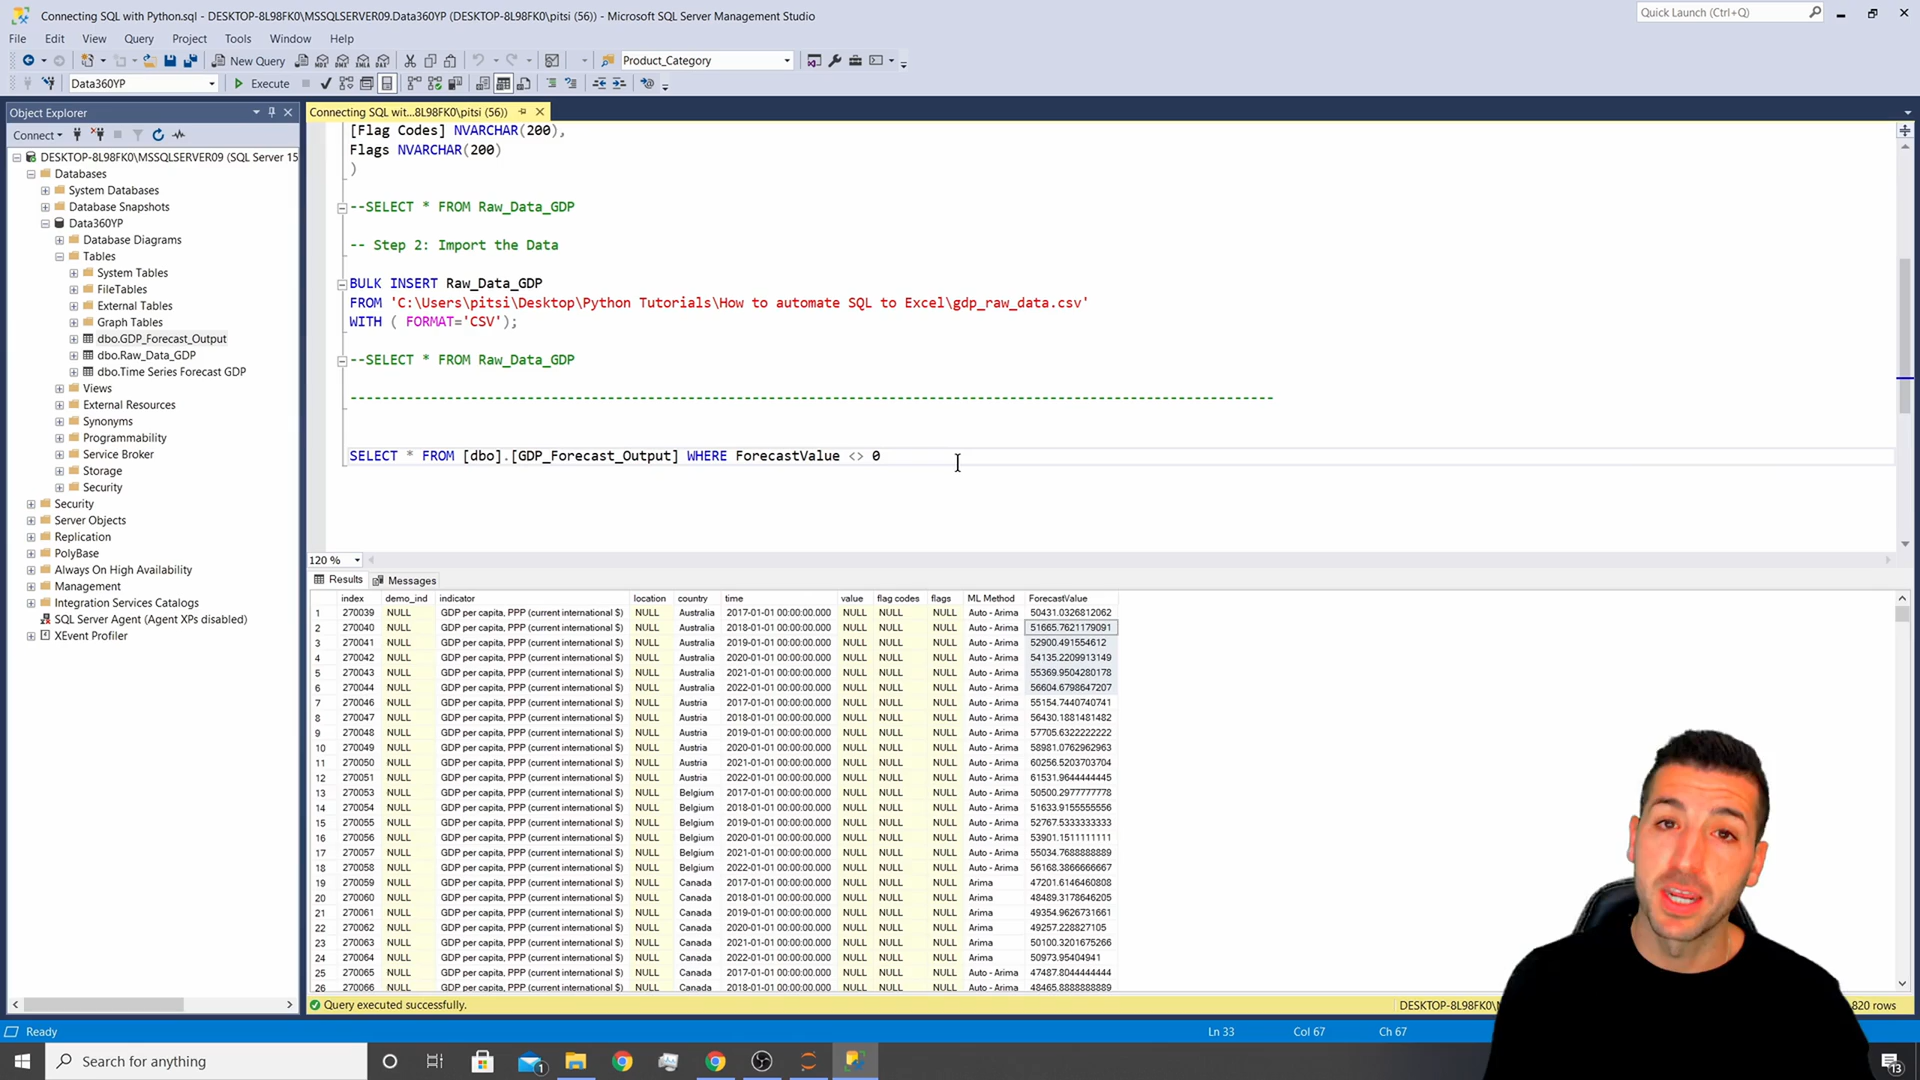 Connecting SQL with Python.sql - DESKTOP-8L98FK0\MSSQLSERVER09.Data360YP (DESKTOP-8L98FK0\pitsi (56)) - Microsoft SQL Server Management Studio
Quick Launch (Ctrl+Q)
File Edit View Query Project Tools Window Help
New Query
Product_Category
Data360YP
Execute
Object Explorer
Connecting SQL wit...8L98FK0\pitsi (56))
Connect
DESKTOP-8L98FK0\MSSQLSERVER09 (SQL Server 15
Databases
System Databases
Database Snapshots
Data360YP
Database Diagrams
Tables
System Tables
FileTables
External Tables
Graph Tables
dbo.GDP_Forecast_Output
dbo.Raw_Data_GDP
dbo.Time Series Forecast GDP
Views
External Resources
Synonyms
Programmability
Service Broker
Storage
Security
Security
Server Objects
Replication
PolyBase
Always On High Availability
Management
Integration Services Catalogs
SQL Server Agent (Agent XPs disabled)
XEvent Profiler
[Flag Codes] NVARCHAR(200),
Flags NVARCHAR(200)
)
--SELECT * FROM Raw_Data_GDP
-- Step 2: Import the Data
BULK INSERT Raw_Data_GDP
FROM 'C:\Users\pitsi\Desktop\Python Tutorials\How to automate SQL to Excel\gdp_raw_data.csv'
WITH ( FORMAT='CSV');
--SELECT * FROM Raw_Data_GDP
SELECT * FROM [dbo].[GDP_Forecast_Output] WHERE ForecastValue <> 0
120 %
Results Messages
index demo_ind indicator location country time value flag codes flags ML Method ForecastValue
1 270039 NULL GDP per capita, PPP (current international $) NULL Australia 2017-01-01 00:00:00.000 NULL NULL NULL Auto - Arima 50431.0326812062
2 270040 NULL GDP per capita, PPP (current international $) NULL Australia 2018-01-01 00:00:00.000 NULL NULL NULL Auto - Arima 51665.7621179091
3 270041 NULL GDP per capita, PPP (current international $) NULL Australia 2019-01-01 00:00:00.000 NULL NULL NULL Auto - Arima 52900.491554612
4 270042 NULL GDP per capita, PPP (current international $) NULL Australia 2020-01-01 00:00:00.000 NULL NULL NULL Auto - Arima 54135.2209913149
5 270043 NULL GDP per capita, PPP (current international $) NULL Australia 2021-01-01 00:00:00.000 NULL NULL NULL Auto - Arima 55369.9504280178
6 270044 NULL GDP per capita, PPP (current international $) NULL Australia 2022-01-01 00:00:00.000 NULL NULL NULL Auto - Arima 56604.6798647207
7 270046 NULL GDP per capita, PPP (current international $) NULL Austria 2017-01-01 00:00:00.000 NULL NULL NULL Auto - Arima 55154.7440740741
8 270047 NULL GDP per capita, PPP (current international $) NULL Austria 2018-01-01 00:00:00.000 NULL NULL NULL Auto - Arima 56430.1881481482
9 270048 NULL GDP per capita, PPP (current international $) NULL Austria 2019-01-01 00:00:00.000 NULL NULL NULL Auto - Arima 57705.6322222222
10 270049 NULL GDP per capita, PPP (current international $) NULL Austria 2020-01-01 00:00:00.000 NULL NULL NULL Auto - Arima 58981.0762962963
11 270050 NULL GDP per capita, PPP (current international $) NULL Austria 2021-01-01 00:00:00.000 NULL NULL NULL Auto - Arima 60256.5203703704
12 270051 NULL GDP per capita, PPP (current international $) NULL Austria 2022-01-01 00:00:00.000 NULL NULL NULL Auto - Arima 61531.9644444445
13 270053 NULL GDP per capita, PPP (current international $) NULL Belgium 2017-01-01 00:00:00.000 NULL NULL NULL Auto - Arima 50500.2977777778
14 270054 NULL GDP per capita, PPP (current international $) NULL Belgium 2018-01-01 00:00:00.000 NULL NULL NULL Auto - Arima 51633.9155555556
15 270055 NULL GDP per capita, PPP (current international $) NULL Belgium 2019-01-01 00:00:00.000 NULL NULL NULL Auto - Arima 52767.5333333333
16 270056 NULL GDP per capita, PPP (current international $) NULL Belgium 2020-01-01 00:00:00.000 NULL NULL NULL Auto - Arima 53901.1511111111
17 270057 NULL GDP per capita, PPP (current international $) NULL Belgium 2021-01-01 00:00:00.000 NULL NULL NULL Auto - Arima 55034.7688888889
18 270058 NULL GDP per capita, PPP (current international $) NULL Belgium 2022-01-01 00:00:00.000 NULL NULL NULL Auto - Arima 56168.3866666667
19 270059 NULL GDP per capita, PPP (current international $) NULL Canada 2017-01-01 00:00:00.000 NULL NULL NULL Arima 47201.6146460808
20 270060 NULL GDP per capita, PPP (current international $) NULL Canada 2018-01-01 00:00:00.000 NULL NULL NULL Arima 48489.3178646205
21 270061 NULL GDP per capita, PPP (current international $) NULL Canada 2019-01-01 00:00:00.000 NULL NULL NULL Arima 49354.9626731661
22 270062 NULL GDP per capita, PPP (current international $) NULL Canada 2020-01-01 00:00:00.000 NULL NULL NULL Arima 49257.228827105
23 270063 NULL GDP per capita, PPP (current international $) NULL Canada 2021-01-01 00:00:00.000 NULL NULL NULL Arima 50100.3201675266
24 270064 NULL GDP per capita, PPP (current international $) NULL Canada 2022-01-01 00:00:00.000 NULL NULL NULL Arima 50973.95404941
25 270065 NULL GDP per capita, PPP (current international $) NULL Canada 2017-01-01 00:00:00.000 NULL NULL NULL Auto - Arima 47487.8044444444
26 270066 NULL GDP per capita, PPP (current international $) NULL Canada 2018-01-01 00:00:00.000 NULL NULL NULL Auto - Arima 48465.8888888889
Query executed successfully.
DESKTOP-8L98FK0\ 820 rows
Ready
Ln 33 Col 67 Ch 67
Search for anything
1
13